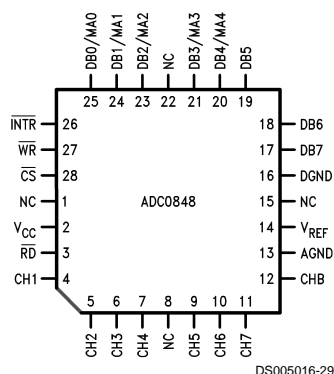 DB0/MA0
DB1/MA1
DB2/MA2
NC
DB3/MA3
DB4/MA4
DB5
25 24 23 22 21 20 19
INTR 26
WR 27
CS 28
NC 1
VCC 2
RD 3
CH1 4
ADC0848
18 DB6
17 DB7
16 DGND
15 NC
14 VREF
13 AGND
12 CH8
5 6 7 8 9 10 11
CH2
CH3
CH4
NC
CH5
CH6
CH7
DS005016-29